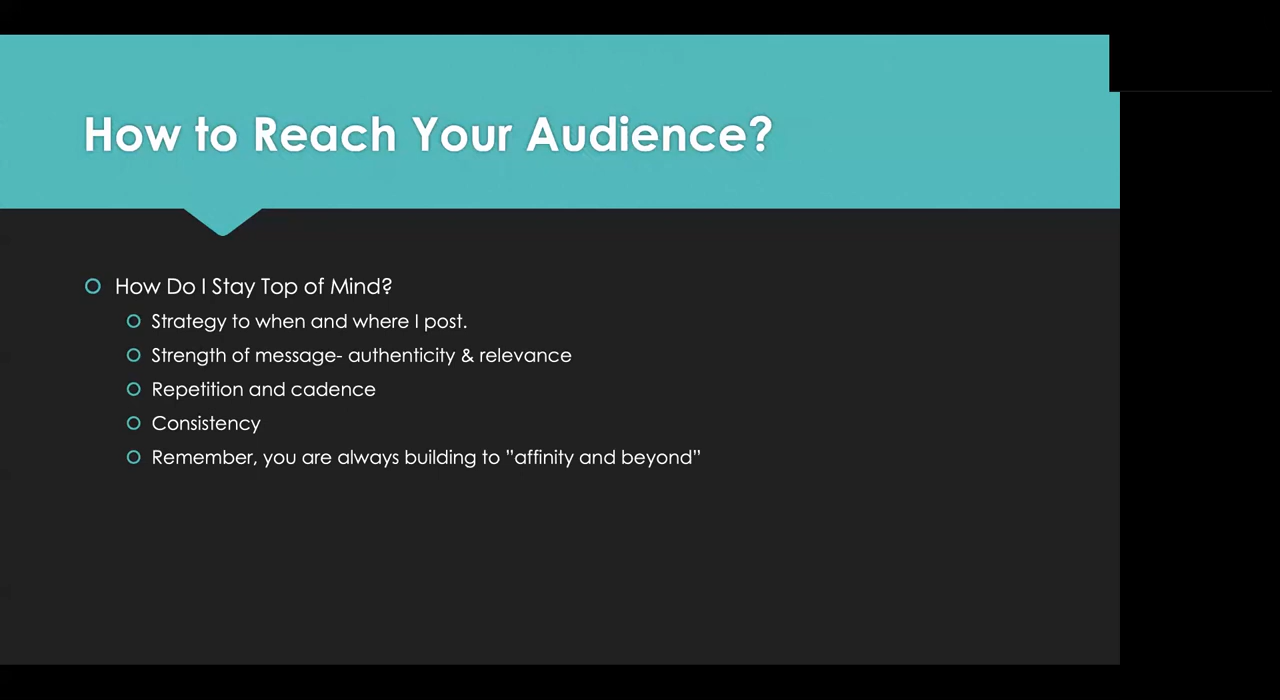 How to Reach Your Audience?
How Do I Stay Top of Mind?
Strategy to when and where I post.
Strength of message- authenticity & relevance
Repetition and cadence
Consistency
Remember, you are always building to ”affinity and beyond”